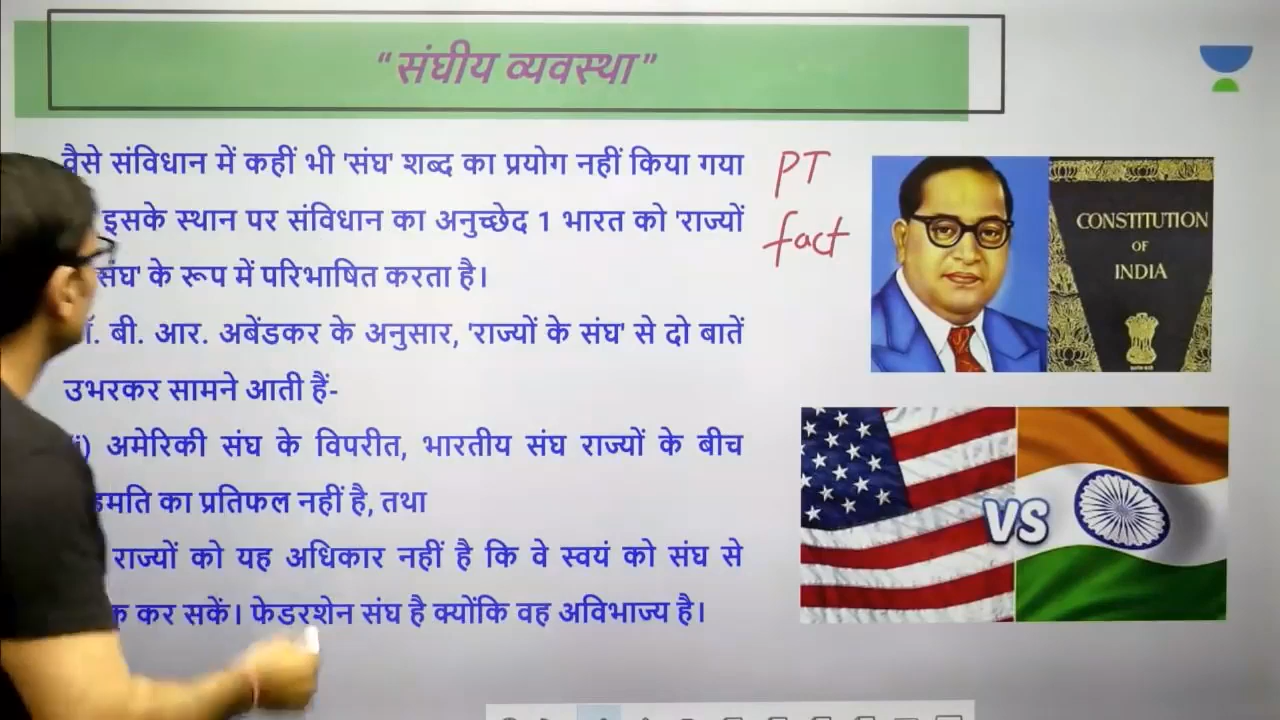 “संघीय व्यवस्था”
वैसे संविधान में कहीं भी 'संघ' शब्द का प्रयोग नहीं किया गया
इसके स्थान पर संविधान का अनुच्छेद 1 भारत को 'राज्यों
संघ' के रूप में परिभाषित करता है।
बी. आर. अबेंडकर के अनुसार, 'राज्यों के संघ' से दो बातें
उभरकर सामने आती हैं-
अमेरिकी संघ के विपरीत, भारतीय संघ राज्यों के बीच
का प्रतिफल नहीं है, तथा
राज्यों को यह अधिकार नहीं है कि वे स्वयं को संघ से
कर सकें। फेडरशेन संघ है क्योंकि वह अविभाज्य है।
PT
fact
CONSTITUTION
OF
INDIA
VS